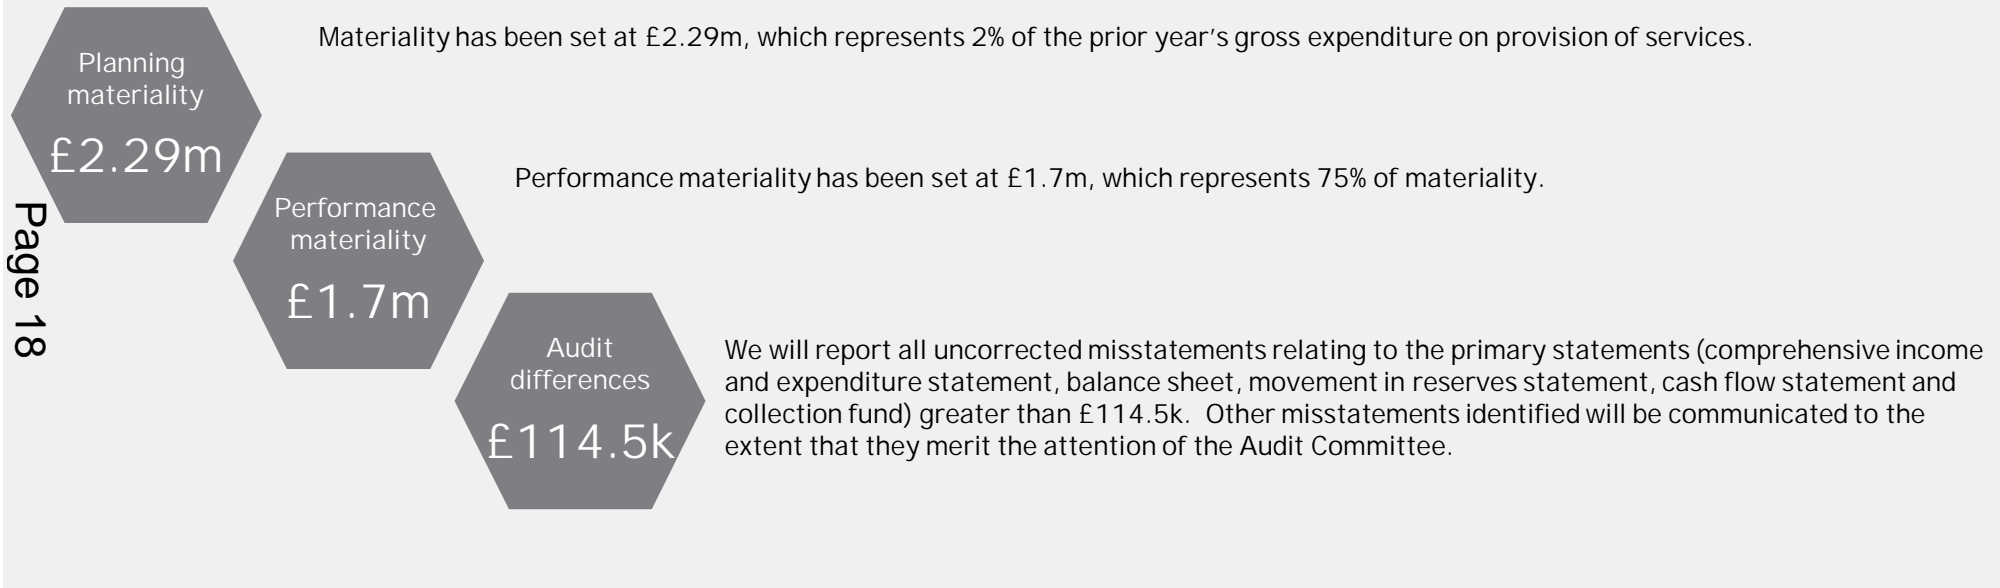 Planning
materiality
£2.29m
Materiality has been set at £2.29m, which represents 2% of the prior year’s gross expenditure on provision of services.
Performance
materiality
£1.7m
Performance materiality has been set at £1.7m, which represents 75% of materiality.
Audit
differences
£114.5k
We will report all uncorrected misstatements relating to the primary statements (comprehensive income
and expenditure statement, balance sheet, movement in reserves statement, cash flow statement and
collection fund) greater than £114.5k.  Other misstatements identified will be communicated to the
extent that they merit the attention of the Audit Committee.
Page 18